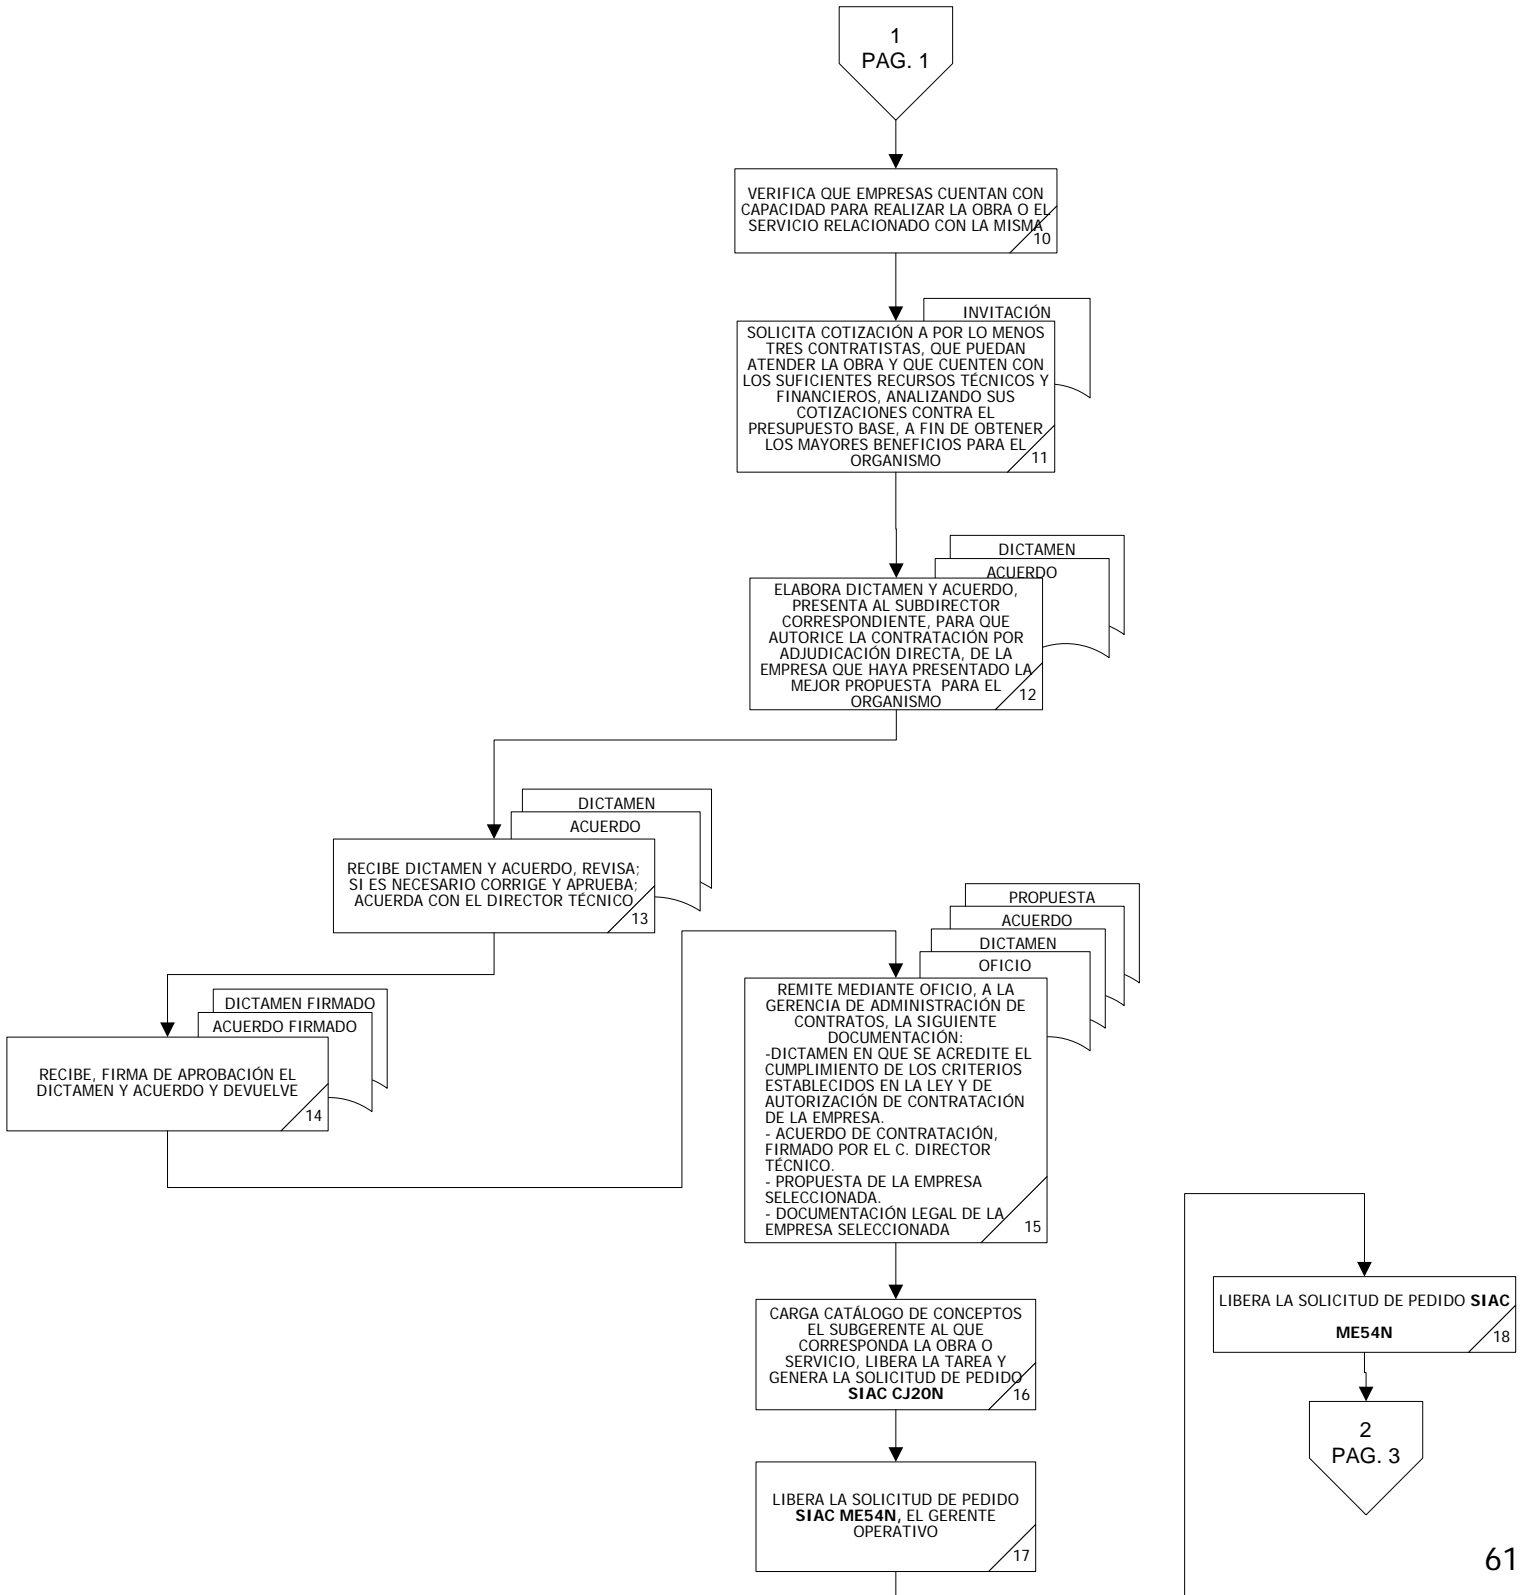 1
PAG. 1
VERIFICA QUE EMPRESAS CUENTAN CON
CAPACIDAD PARA REALIZAR LA OBRA O EL
SERVICIO RELACIONADO CON LA MISMA
10
INVITACIÓN
SOLICITA COTIZACIÓN A POR LO MENOS
TRES CONTRATISTAS, QUE PUEDAN
ATENDER LA OBRA Y QUE CUENTEN CON
LOS SUFICIENTES RECURSOS TÉCNICOS Y
FINANCIEROS, ANALIZANDO SUS
COTIZACIONES CONTRA EL
PRESUPUESTO BASE, A FIN DE OBTENER
LOS MAYORES BENEFICIOS PARA EL
ORGANISMO
11
DICTAMEN
ACUERDO
ELABORA DICTAMEN Y ACUERDO,
PRESENTA AL SUBDIRECTOR
CORRESPONDIENTE, PARA QUE
AUTORICE LA CONTRATACIÓN POR
ADJUDICACIÓN DIRECTA, DE LA
EMPRESA QUE HAYA PRESENTADO LA
MEJOR PROPUESTA  PARA EL
ORGANISMO
12
DICTAMEN
ACUERDO
RECIBE DICTAMEN Y ACUERDO, REVISA;
SI ES NECESARIO CORRIGE Y APRUEBA;
ACUERDA CON EL DIRECTOR TÉCNICO
13
DICTAMEN FIRMADO
ACUERDO FIRMADO
RECIBE, FIRMA DE APROBACIÓN EL
DICTAMEN Y ACUERDO Y DEVUELVE
14
PROPUESTA
ACUERDO
DICTAMEN
OFICIO
REMITE MEDIANTE OFICIO, A LA
GERENCIA DE ADMINISTRACIÓN DE
CONTRATOS, LA SIGUIENTE
DOCUMENTACIÓN:
-DICTAMEN EN QUE SE ACREDITE EL
CUMPLIMIENTO DE LOS CRITERIOS
ESTABLECIDOS EN LA LEY Y DE
AUTORIZACIÓN DE CONTRATACIÓN
DE LA EMPRESA.
- ACUERDO DE CONTRATACIÓN,
FIRMADO POR EL C. DIRECTOR
TÉCNICO.
- PROPUESTA DE LA EMPRESA
SELECCIONADA.
- DOCUMENTACIÓN LEGAL DE LA
EMPRESA SELECCIONADA
15
CARGA CATÁLOGO DE CONCEPTOS
EL SUBGERENTE AL QUE
CORRESPONDA LA OBRA O
SERVICIO, LIBERA LA TAREA Y
GENERA LA SOLICITUD DE PEDIDO
SIAC CJ20N
16
LIBERA LA SOLICITUD DE PEDIDO
SIAC ME54N, EL GERENTE
OPERATIVO
17
LIBERA LA SOLICITUD DE PEDIDO SIAC
ME54N
18
2
PAG. 3
61